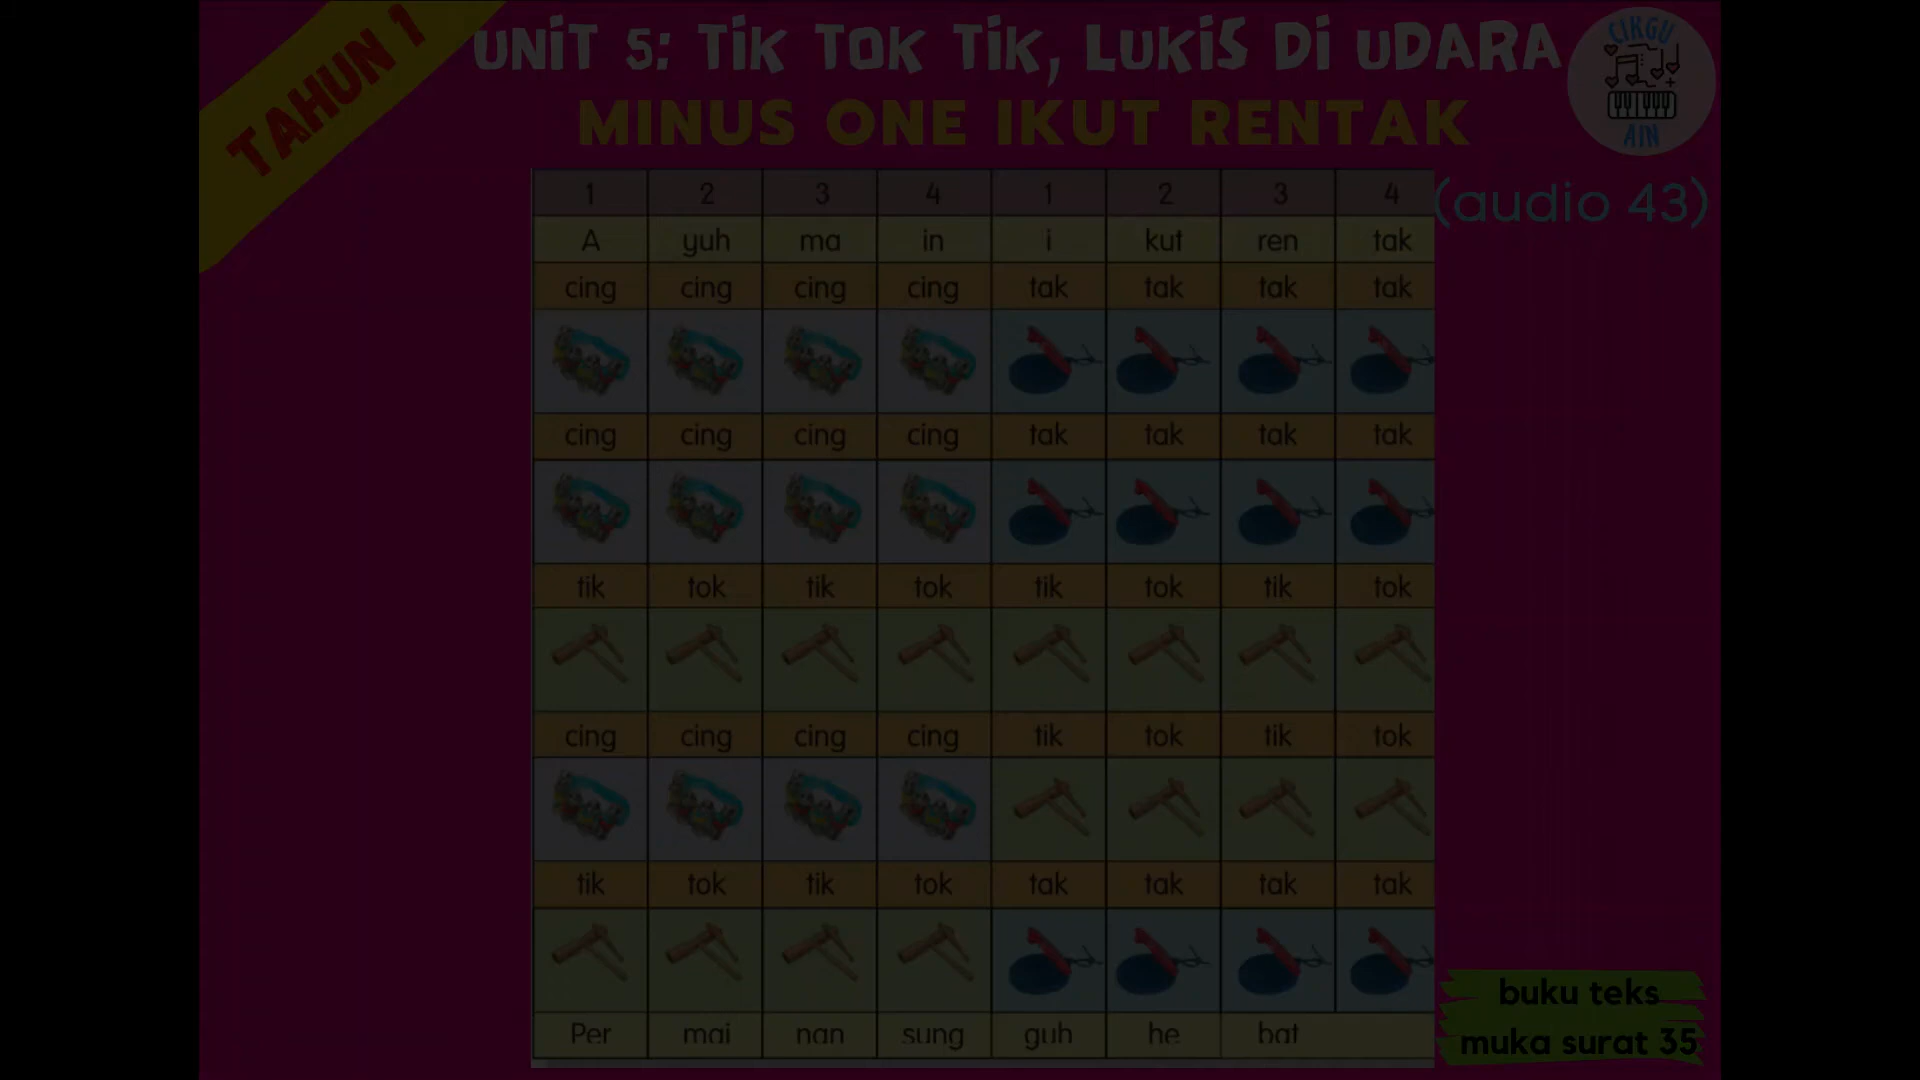 TAHUN 1
UNiT 5: TiK TOK TiK, LUKiS Di UDARA
MINUS ONE IKUT RENTAK
CIKGU
AIN
(audio 43)
1 2 3 4 1 2 3 4
A yuh ma in i kut ren tak
cing cing cing cing tak tak tak tak
cing cing cing cing tak tak tak tak
tik tok tik tok tik tok tik tok
cing cing cing cing tik tok tik tok
tik tok tik tok tak tak tak tak
Per mai nan sung guh he bat
buku teks
muka surat 35